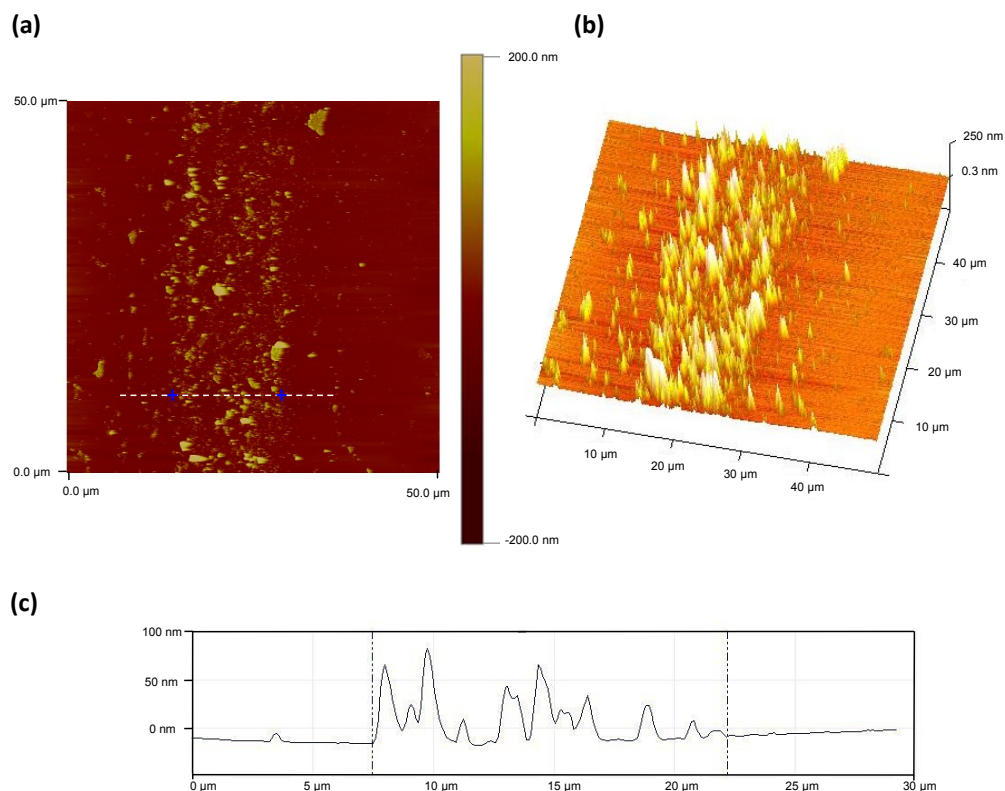 (a)
(b)
200.0 nm
50.0 µm
0.0 µm
0.0 µm
50.0 µm
-200.0 nm
250 nm
0.3 nm
40 µm
30 µm
20 µm
10 µm
10 µm
20 µm
30 µm
40 µm
(c)
100 nm
50 nm
0 nm
0 µm
5 µm
10 µm
15 µm
20 µm
25 µm
30 µm